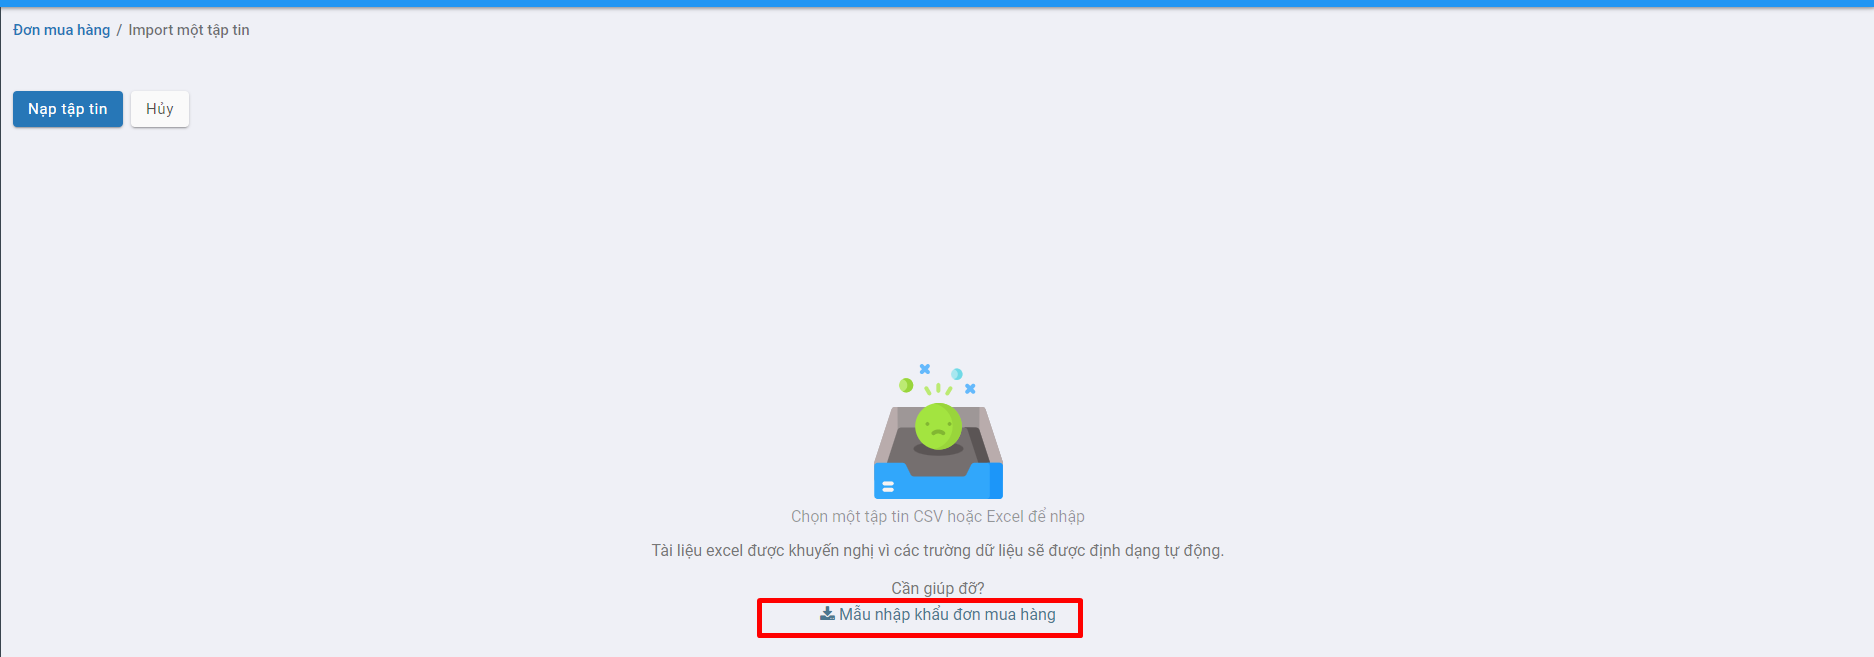 Đơn mua hàng / Import một tập tin
Nạp tập tin Hủy
Chọn một tập tin CSV hoặc Excel để nhập
Tài liệu excel được khuyến nghị vì các trường dữ liệu sẽ được định dạng tự động.
Cần giúp đỡ?
Mẫu nhập khẩu đơn mua hàng